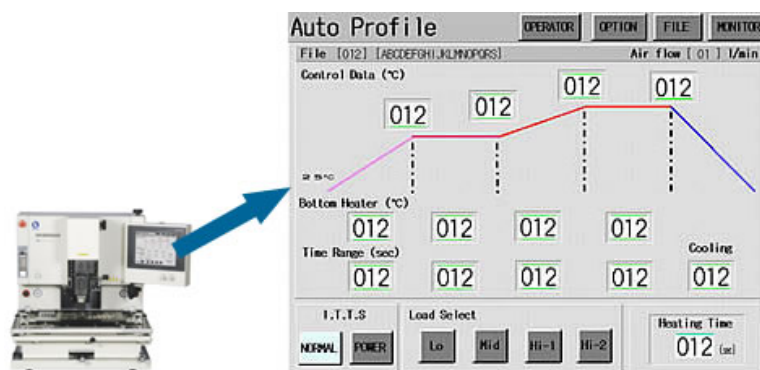 Auto Profile OPERATOR OPTION FILE MONITOR
File [012] [ABCDEFGHIJKLMNOPQRS] Air flow [ 01 ] l/min
Control Data (℃)
012 012 012 012
25℃
Bottom Heater (℃)
012 012 012 012
Time Range (sec) Cooling
012 012 012 012 012
I.T.T.S Load Select Heating Time
NORMAL POWER Lo Mid Hi-1 Hi-2 012 (sec)